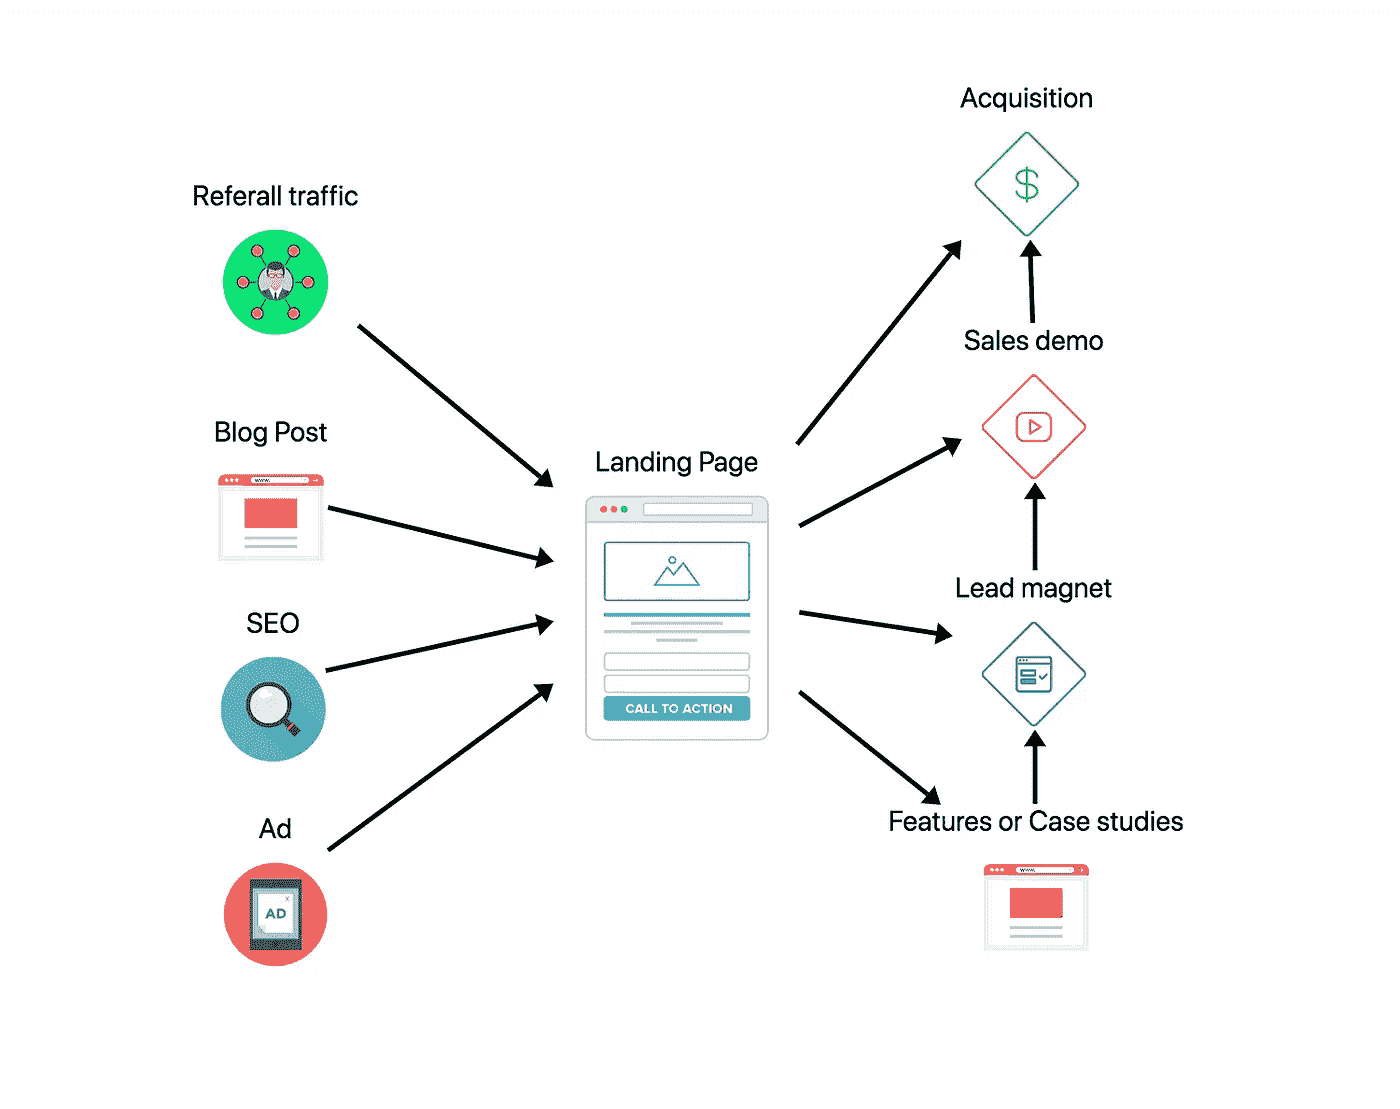 Acquisition
Referall traffic
Sales demo
Blog Post
www.
Landing Page
CALL TO ACTION
Lead magnet
SEO
Ad
AD
x
Features or Case studies
www.